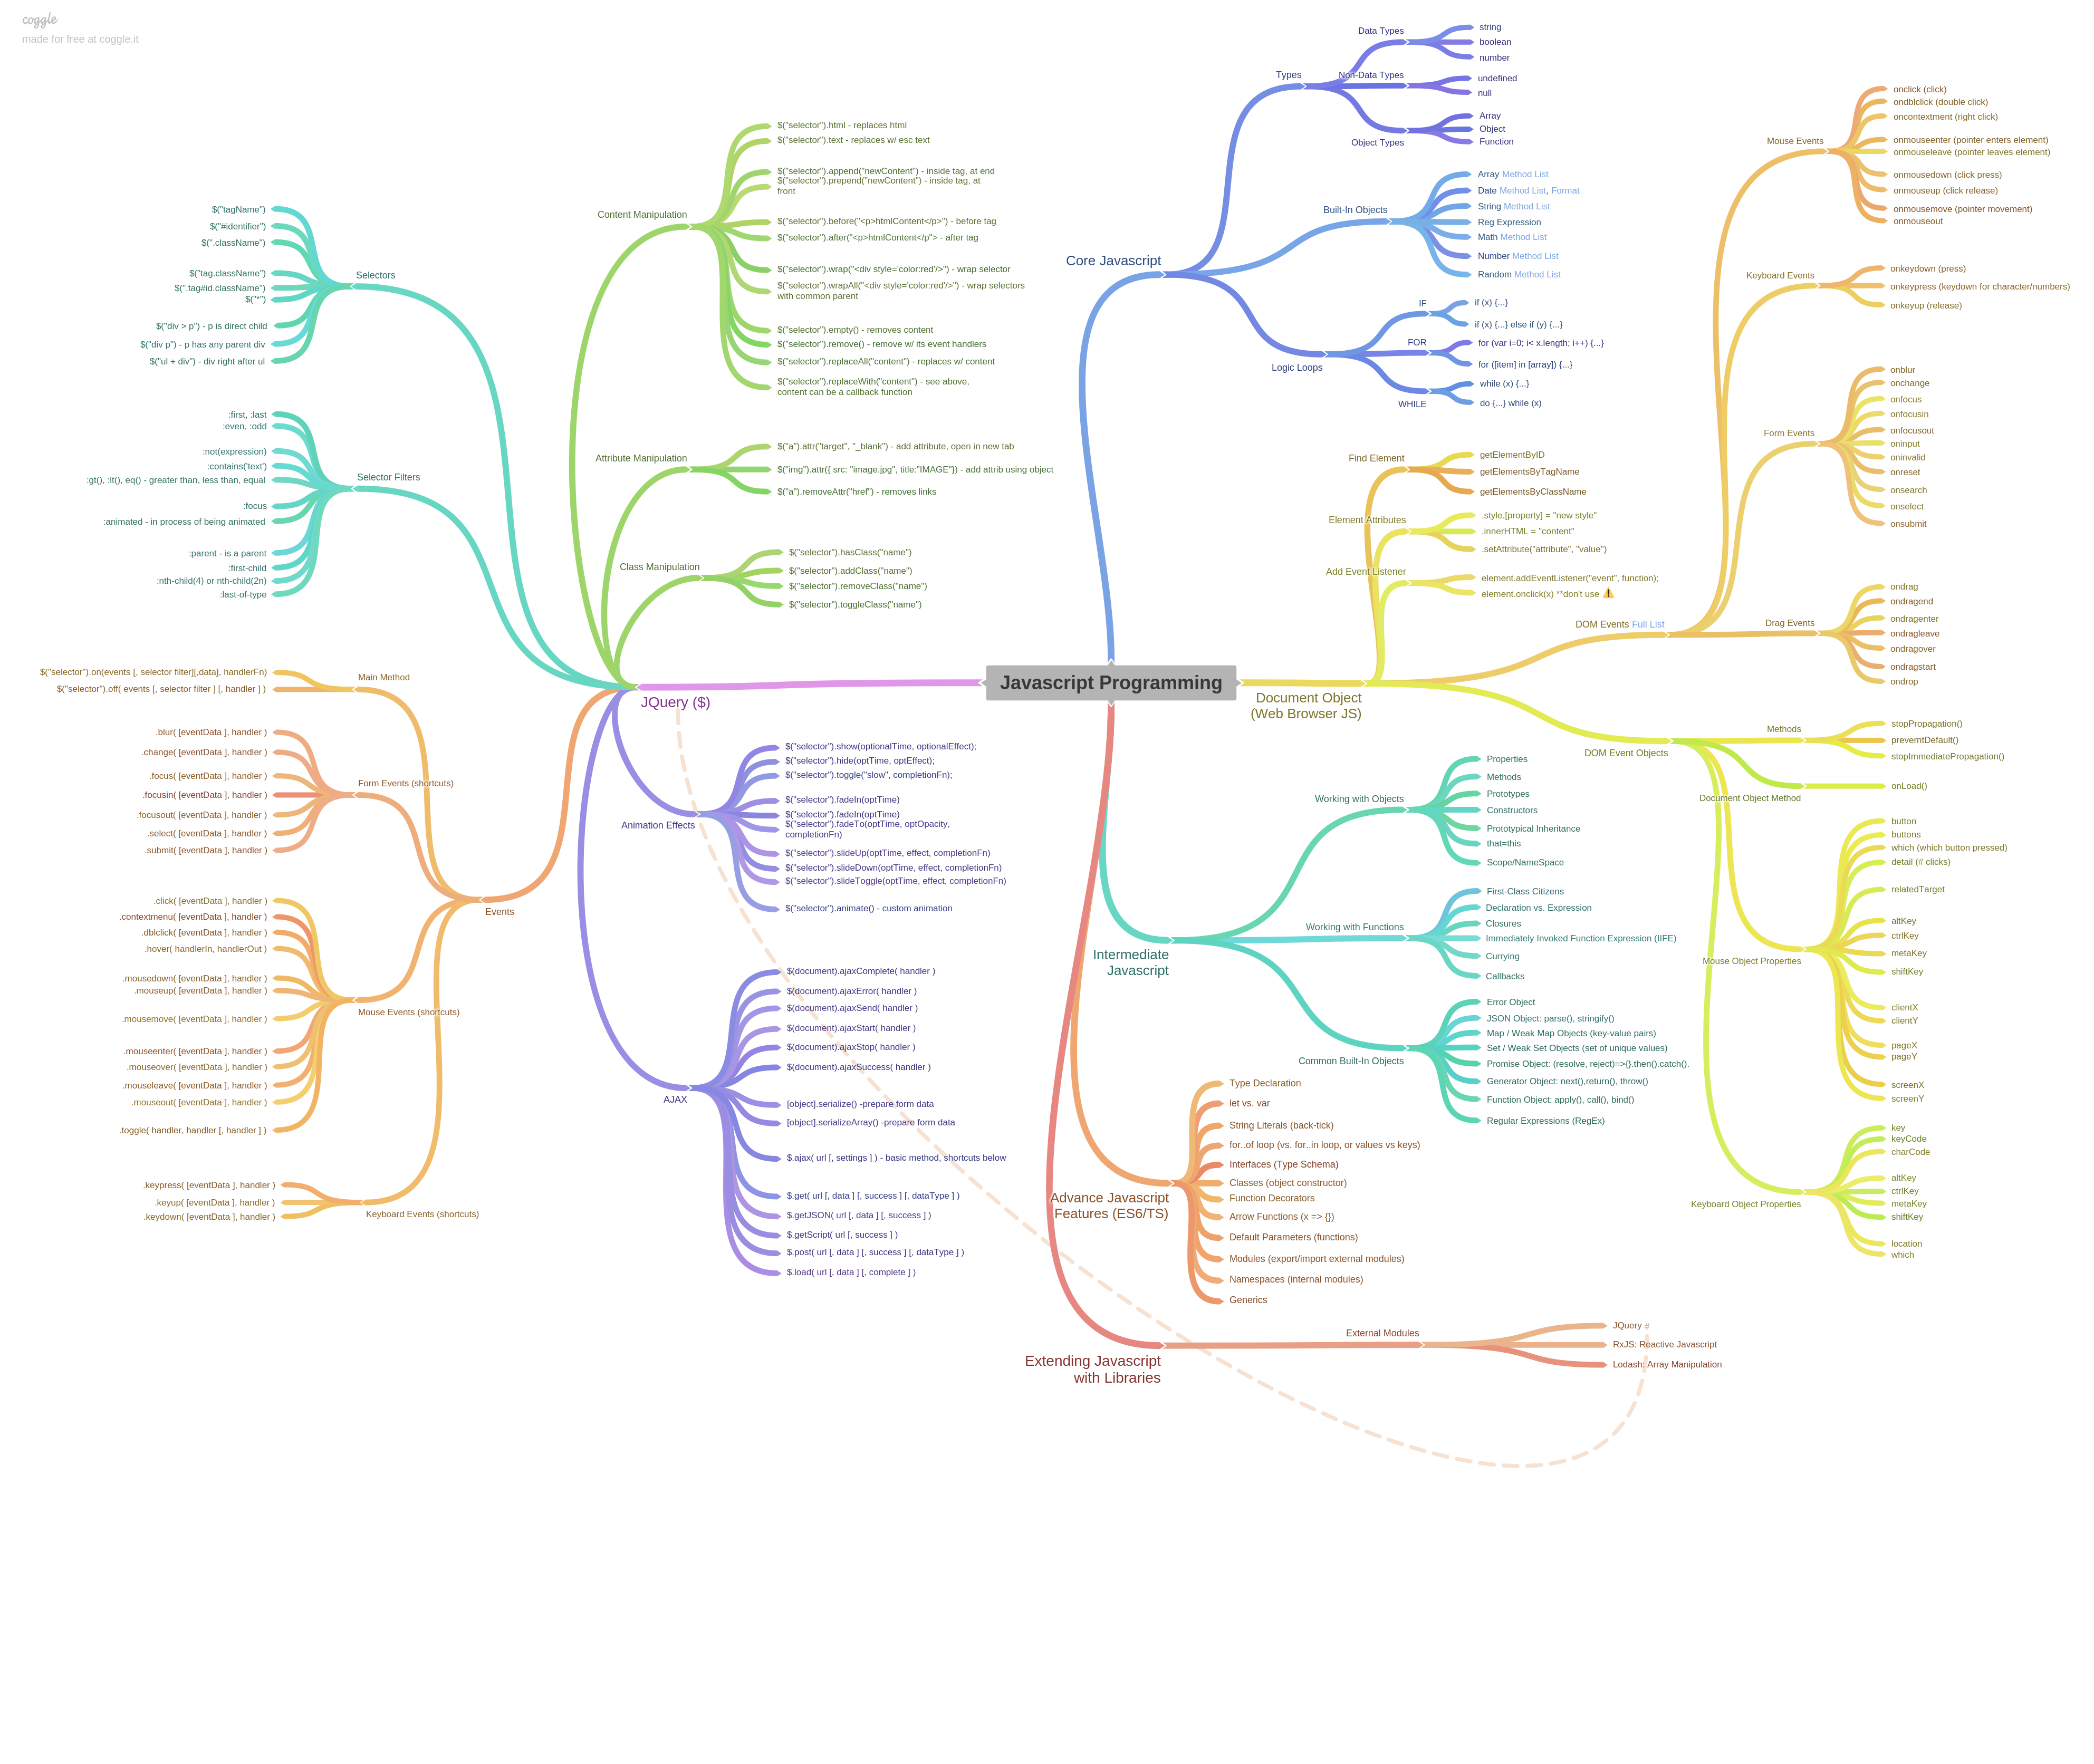 coggle
made for free at coggle.it
Javascript Programming
Core Javascript
Types
Data Types
string
boolean
number
Non-Data Types
undefined
null
Object Types
Array
Object
Function
Built-In Objects
Array Method List
Date Method List, Format
String Method List
Reg Expression
Math Method List
Number Method List
Random Method List
Logic Loops
IF
if (x) {...}
if (x) {...} else if (y) {...}
FOR
for (var i=0; i< x.length; i++) {...}
for ([item] in [array]) {...}
WHILE
while (x) {...}
do {...} while (x)
Document Object
(Web Browser JS)
Find Element
getElementByID
getElementsByTagName
getElementsByClassName
Element Attributes
.style.[property] = "new style"
.innerHTML = "content"
.setAttribute("attribute", "value")
Add Event Listener
element.addEventListener("event", function);
element.onclick(x) **don't use ⚠
DOM Events Full List
Mouse Events
onclick (click)
ondblclick (double click)
oncontextment (right click)
onmouseenter (pointer enters element)
onmouseleave (pointer leaves element)
onmousedown (click press)
onmouseup (click release)
onmousemove (pointer movement)
onmouseout
Keyboard Events
onkeydown (press)
onkeypress (keydown for character/numbers)
onkeyup (release)
Form Events
onblur
onchange
onfocus
onfocusin
onfocusout
oninput
oninvalid
onreset
onsearch
onselect
onsubmit
Drag Events
ondrag
ondragend
ondragenter
ondragleave
ondragover
ondragstart
ondrop
DOM Event Objects
Methods
stopPropagation()
preverntDefault()
stopImmediatePropagation()
Document Object Method
onLoad()
Mouse Object Properties
button
buttons
which (which button pressed)
detail (# clicks)
relatedTarget
altKey
ctrlKey
metaKey
shiftKey
clientX
clientY
pageX
pageY
screenX
screenY
Keyboard Object Properties
key
keyCode
charCode
altKey
ctrlKey
metaKey
shiftKey
location
which
Intermediate
Javascript
Working with Objects
Properties
Methods
Prototypes
Constructors
Prototypical Inheritance
that=this
Scope/NameSpace
Working with Functions
First-Class Citizens
Declaration vs. Expression
Closures
Immediately Invoked Function Expression (IIFE)
Currying
Callbacks
Common Built-In Objects
Error Object
JSON Object: parse(), stringify()
Map / Weak Map Objects (key-value pairs)
Set / Weak Set Objects (set of unique values)
Promise Object: (resolve, reject)=>{}.then().catch().
Generator Object: next(),return(), throw()
Function Object: apply(), call(), bind()
Regular Expressions (RegEx)
Advance Javascript
Features (ES6/TS)
Type Declaration
let vs. var
String Literals (back-tick)
for..of loop (vs. for..in loop, or values vs keys)
Interfaces (Type Schema)
Classes (object constructor)
Function Decorators
Arrow Functions (x => {})
Default Parameters (functions)
Modules (export/import external modules)
Namespaces (internal modules)
Generics
Extending Javascript
with Libraries
External Modules
JQuery #
RxJS: Reactive Javascript
Lodash: Array Manipulation
JQuery ($)
Content Manipulation
$("selector").html - replaces html
$("selector").text - replaces w/ esc text
$("selector").append("newContent") - inside tag, at end
$("selector").prepend("newContent") - inside tag, at
front
$("selector").before("<p>htmlContent</p>") - before tag
$("selector").after("<p>htmlContent</p"> - after tag
$("selector").wrap("<div style='color:red'/>") - wrap selector
$("selector").wrapAll("<div style='color:red'/>") - wrap selectors
with common parent
$("selector").empty() - removes content
$("selector").remove() - remove w/ its event handlers
$("selector").replaceAll("content") - replaces w/ content
$("selector").replaceWith("content") - see above,
content can be a callback function
Attribute Manipulation
$("a").attr("target", "_blank") - add attribute, open in new tab
$("img").attr({ src: "image.jpg", title:"IMAGE"}) - add attrib using object
$("a").removeAttr("href") - removes links
Class Manipulation
$("selector").hasClass("name")
$("selector").addClass("name")
$("selector").removeClass("name")
$("selector").toggleClass("name")
Selectors
$("tagName")
$("#identifier")
$(".className")
$("tag.className")
$(".tag#id.className")
$("*")
$("div > p") - p is direct child
$("div p") - p has any parent div
$("ul + div") - div right after ul
Selector Filters
:first, :last
:even, :odd
:not(expression)
:contains('text')
:gt(), :lt(), eq() - greater than, less than, equal
:focus
:animated - in process of being animated
:parent - is a parent
:first-child
:nth-child(4) or nth-child(2n)
:last-of-type
Events
Main Method
$("selector").on(events [, selector filter][,data], handlerFn)
$("selector").off( events [, selector filter ] [, handler ] )
Form Events (shortcuts)
.blur( [eventData ], handler )
.change( [eventData ], handler )
.focus( [eventData ], handler )
.focusin( [eventData ], handler )
.focusout( [eventData ], handler )
.select( [eventData ], handler )
.submit( [eventData ], handler )
Mouse Events (shortcuts)
.click( [eventData ], handler )
.contextmenu( [eventData ], handler )
.dblclick( [eventData ], handler )
.hover( handlerIn, handlerOut )
.mousedown( [eventData ], handler )
.mouseup( [eventData ], handler )
.mousemove( [eventData ], handler )
.mouseenter( [eventData ], handler )
.mouseover( [eventData ], handler )
.mouseleave( [eventData ], handler )
.mouseout( [eventData ], handler )
.toggle( handler, handler [, handler ] )
Keyboard Events (shortcuts)
.keypress( [eventData ], handler )
.keyup( [eventData ], handler )
.keydown( [eventData ], handler )
Animation Effects
$("selector").show(optionalTime, optionalEffect);
$("selector").hide(optTime, optEffect);
$("selector").toggle("slow", completionFn);
$("selector").fadeIn(optTime)
$("selector").fadeIn(optTime)
$("selector").fadeTo(optTime, optOpacity,
completionFn)
$("selector").slideUp(optTime, effect, completionFn)
$("selector").slideDown(optTime, effect, completionFn)
$("selector").slideToggle(optTime, effect, completionFn)
$("selector").animate() - custom animation
AJAX
$(document).ajaxComplete( handler )
$(document).ajaxError( handler )
$(document).ajaxSend( handler )
$(document).ajaxStart( handler )
$(document).ajaxStop( handler )
$(document).ajaxSuccess( handler )
[object].serialize() -prepare form data
[object].serializeArray() -prepare form data
$.ajax( url [, settings ] ) - basic method, shortcuts below
$.get( url [, data ] [, success ] [, dataType ] )
$.getJSON( url [, data ] [, success ] )
$.getScript( url [, success ] )
$.post( url [, data ] [, success ] [, dataType ] )
$.load( url [, data ] [, complete ] )